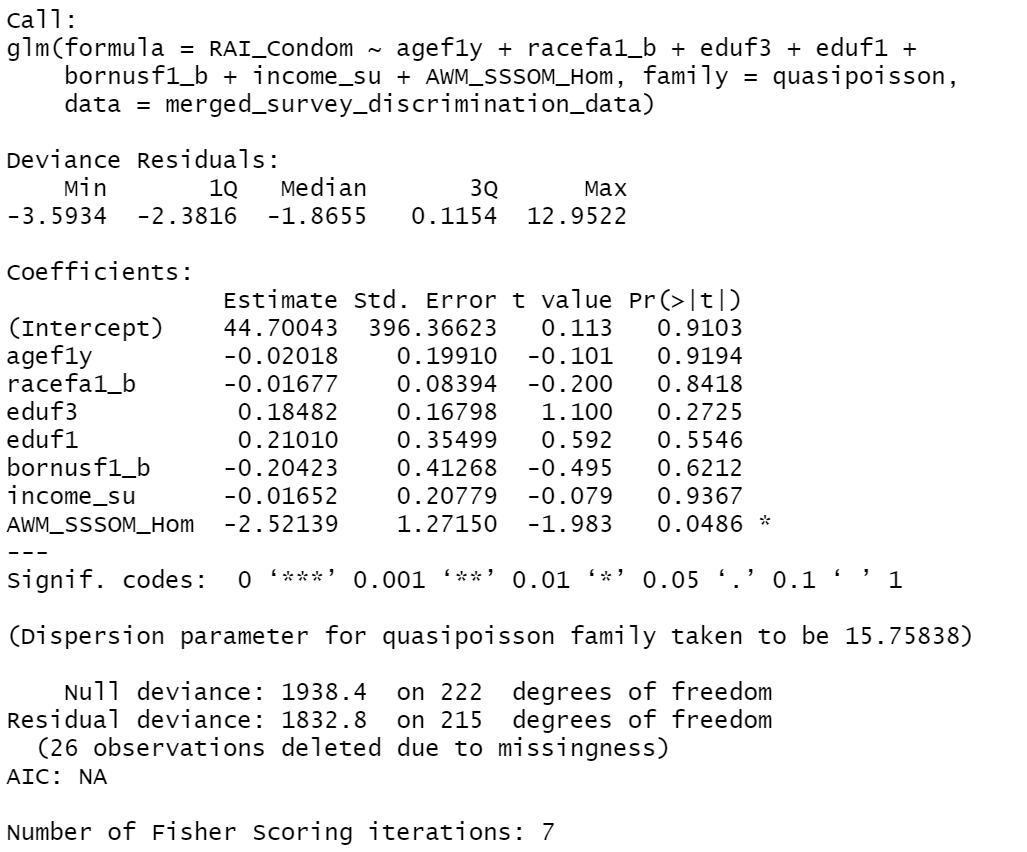 Call:
glm(formula = RAI_Condom ~ agef1y + racefa1_b + eduf3 + eduf1 +
    bornusf1_b + income_su + AWM_SSSOM_Hom, family = quasipoisson,
    data = merged_survey_discrimination_data)

Deviance Residuals:
    Min       1Q   Median       3Q      Max
-3.5934  -2.3816  -1.8655   0.1154  12.9522

Coefficients:
               Estimate Std. Error t value Pr(>|t|)
(Intercept)    44.70043  396.36623   0.113   0.9103
agef1y         -0.02018    0.19910  -0.101   0.9194
racefa1_b      -0.01677    0.08394  -0.200   0.8418
eduf3           0.18482    0.16798   1.100   0.2725
eduf1           0.21010    0.35499   0.592   0.5546
bornusf1_b     -0.20423    0.41268  -0.495   0.6212
income_su      -0.01652    0.20779  -0.079   0.9367
AWM_SSSOM_Hom  -2.52139    1.27150  -1.983   0.0486 *
---
Signif. codes:  0 ‘***’ 0.001 ‘**’ 0.01 ‘*’ 0.05 ‘.’ 0.1 ‘ ’ 1

(Dispersion parameter for quasipoisson family taken to be 15.75838)

    Null deviance: 1938.4  on 222  degrees of freedom
Residual deviance: 1832.8  on 215  degrees of freedom
  (26 observations deleted due to missingness)
AIC: NA

Number of Fisher Scoring iterations: 7